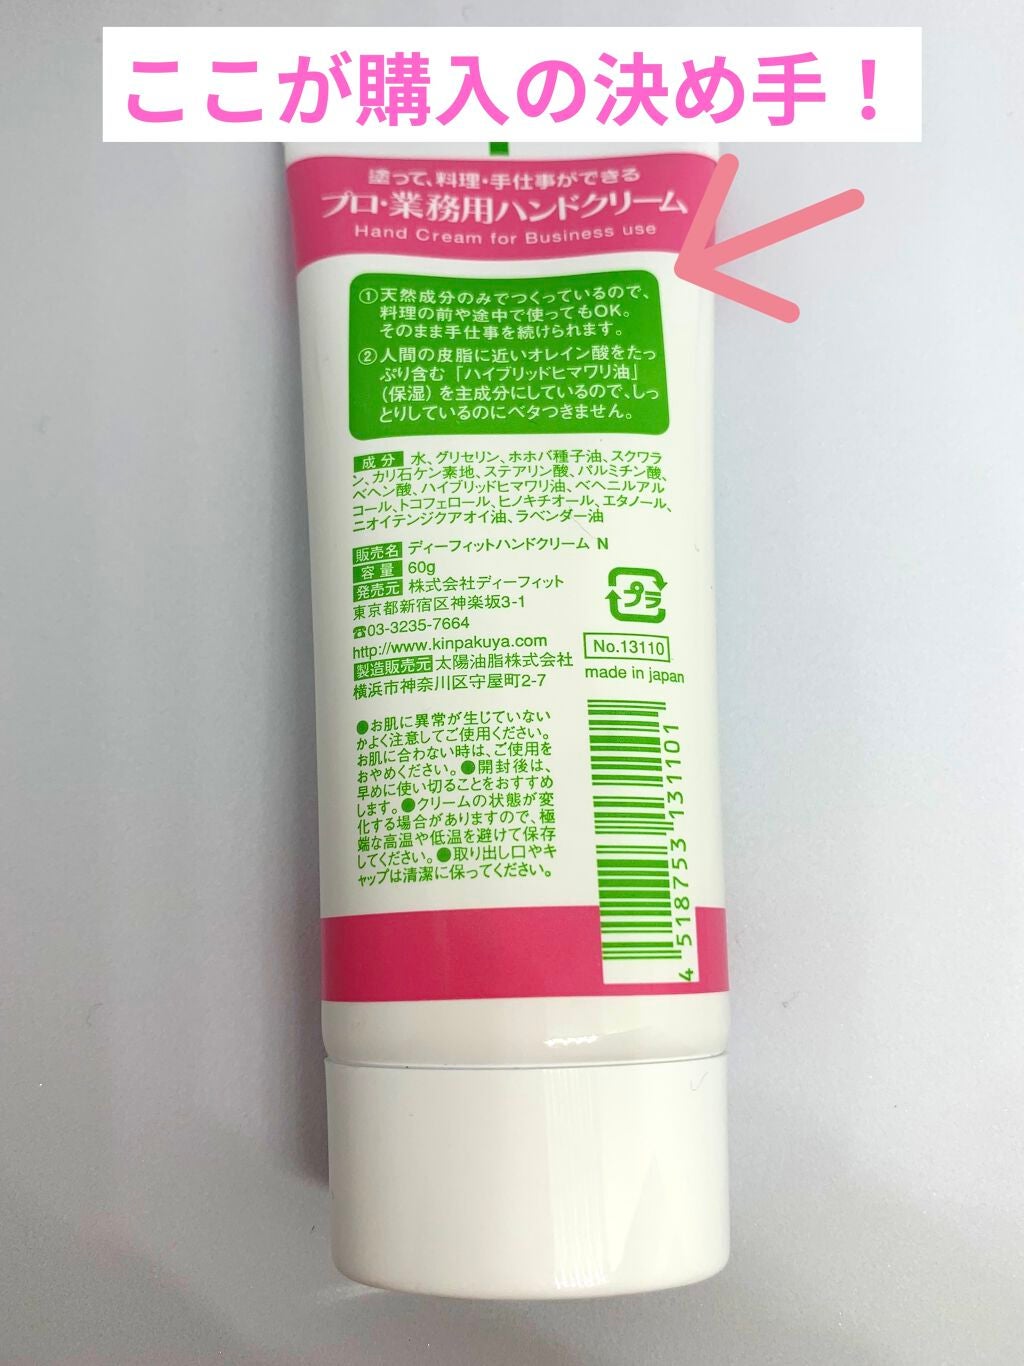 ここが購入の決め手！
塗って、料理・手仕事ができる
プロ・業務用ハンドクリーム
Hand Cream for Business use
①天然成分のみでつくっているので、
料理の前や途中で使ってもOK。
そのまま手仕事を続けられます。
②人間の皮脂に近いオレイン酸をたっ
ぷり含む「ハイブリッドヒマワリ油」
（保湿）を主成分にしているので、しっ
とりしているのにベタつきません。
成分 水、グリセリン、ホホバ種子油、スクワラ
ン、カリ石ケン素地、ステアリン酸、パルミチン酸、
ベヘン酸、ハイブリッドヒマワリ油、ベヘニルアル
コール、トコフェロール、ヒノキチオール、エタノール、
ニオイテンジクアオイ油、ラベンダー油
販売名 ディーフィットハンドクリーム N
容量 60g
発売元 株式会社ディーフィット
東京都新宿区神楽坂3-1
☎03-3235-7664
http://www.kinpakuya.com
製造販売元 太陽油脂株式会社
横浜市神奈川区守屋町2-7
プラ
No.13110
made in japan
●お肌に異常が生じていない
かよく注意してご使用ください。
お肌に合わない時は、ご使用を
おやめください。●開封後は、
早めに使い切ることをおすすめ
します。●クリームの状態が変
化する場合がありますので、極
端な高温や低温を避けて保存
してください。●取り出し口やキ
ャップは清潔に保ってください。
4 518753 131101